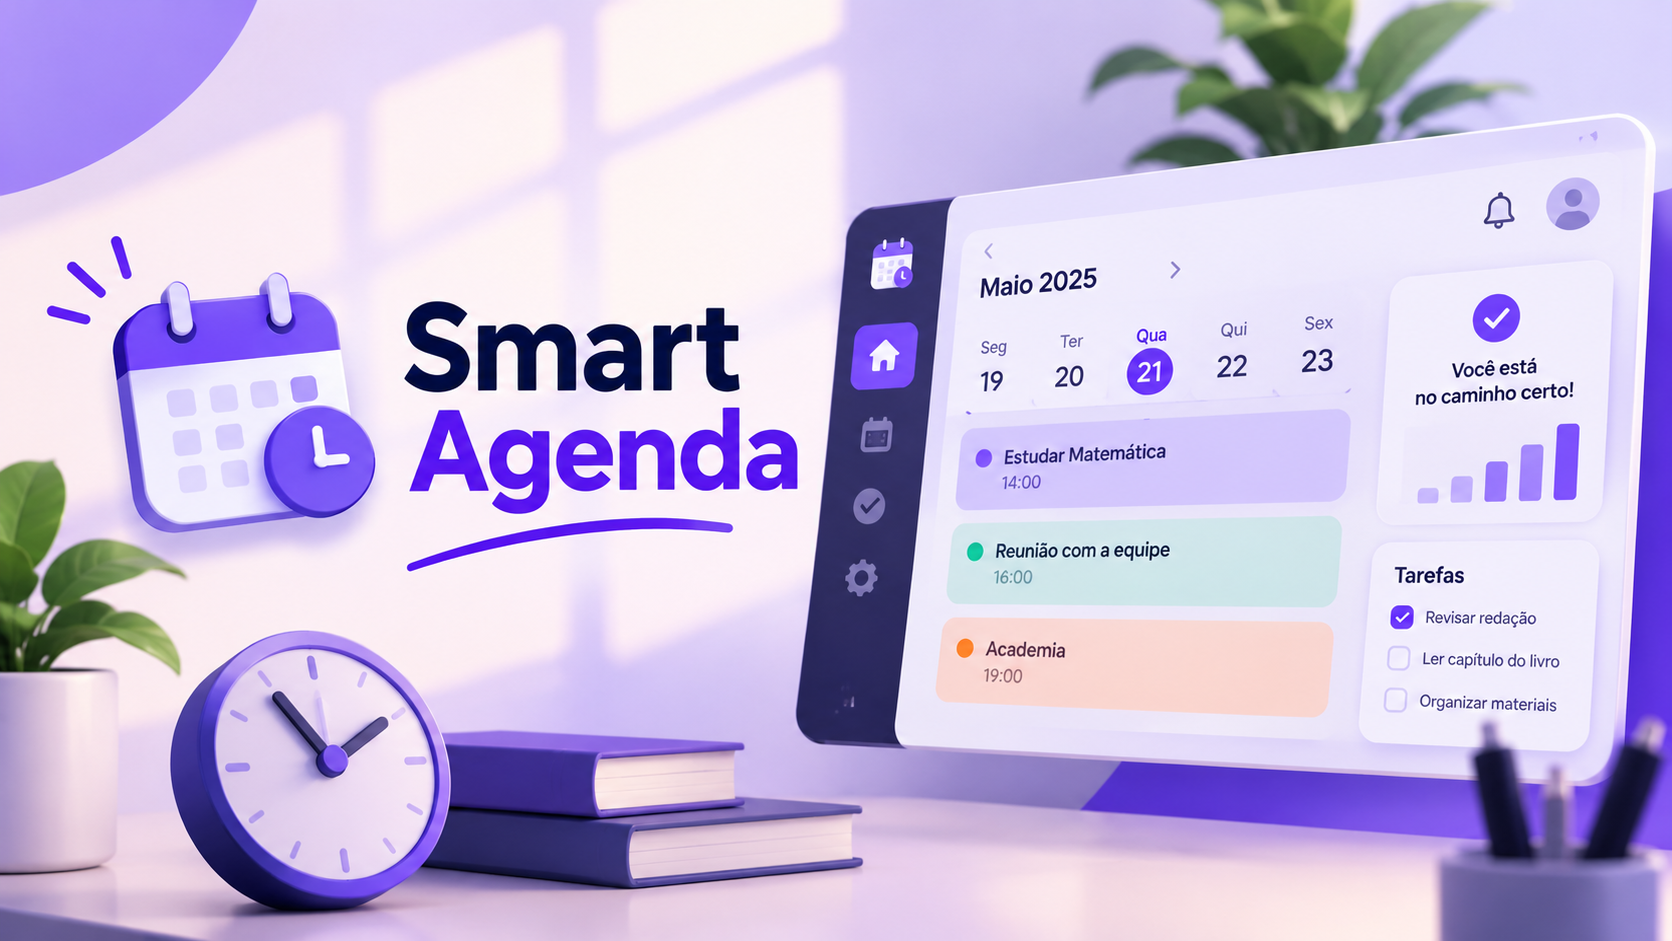 Smart
Agenda
Maio 2025
Seg Ter Qua Qui Sex
19 20 21 22 23
Estudar Matemática
14:00
Reunião com a equipe
16:00
Academia
19:00
Você está
no caminho certo!
Tarefas
Revisar redação
Ler capítulo do livro
Organizar materiais